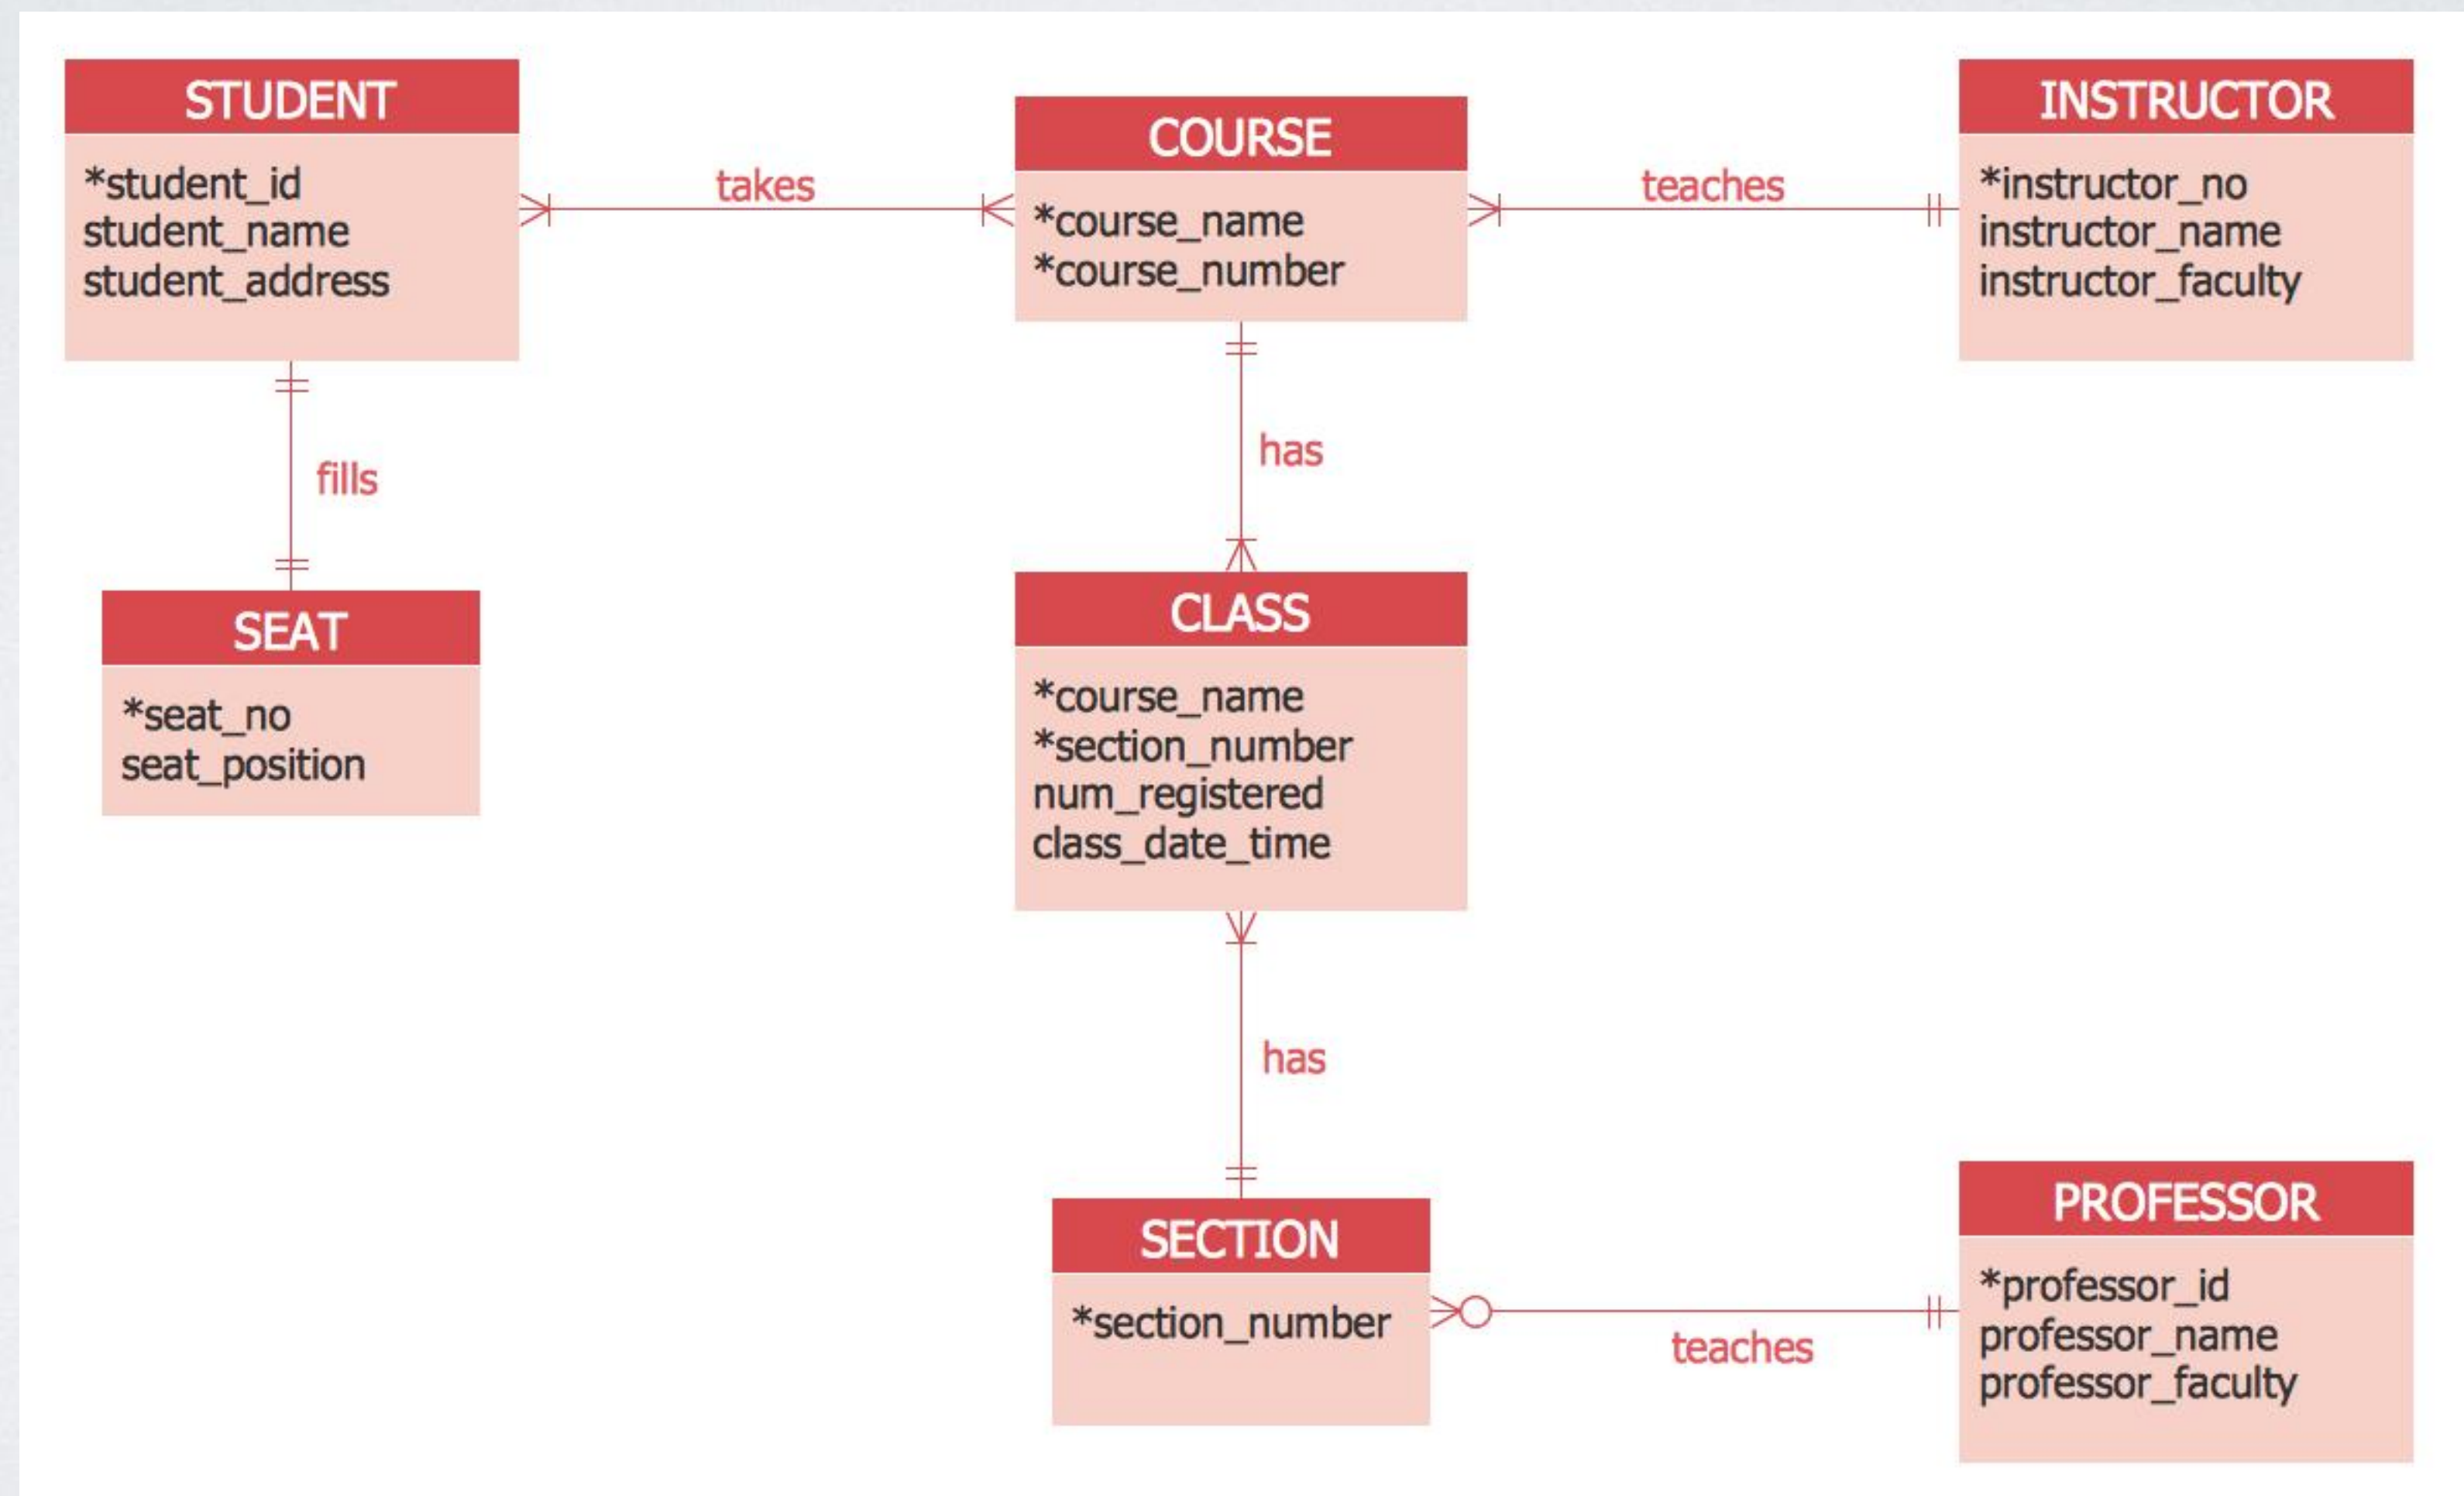 STUDENT
*student_id
student_name
student_address
takes
COURSE
*course_name
*course_number
teaches
INSTRUCTOR
*instructor_no
instructor_name
instructor_faculty
fills
has
SEAT
*seat_no
seat_position
CLASS
*course_name
*section_number
num_registered
class_date_time
has
SECTION
*section_number
teaches
PROFESSOR
*professor_id
professor_name
professor_faculty